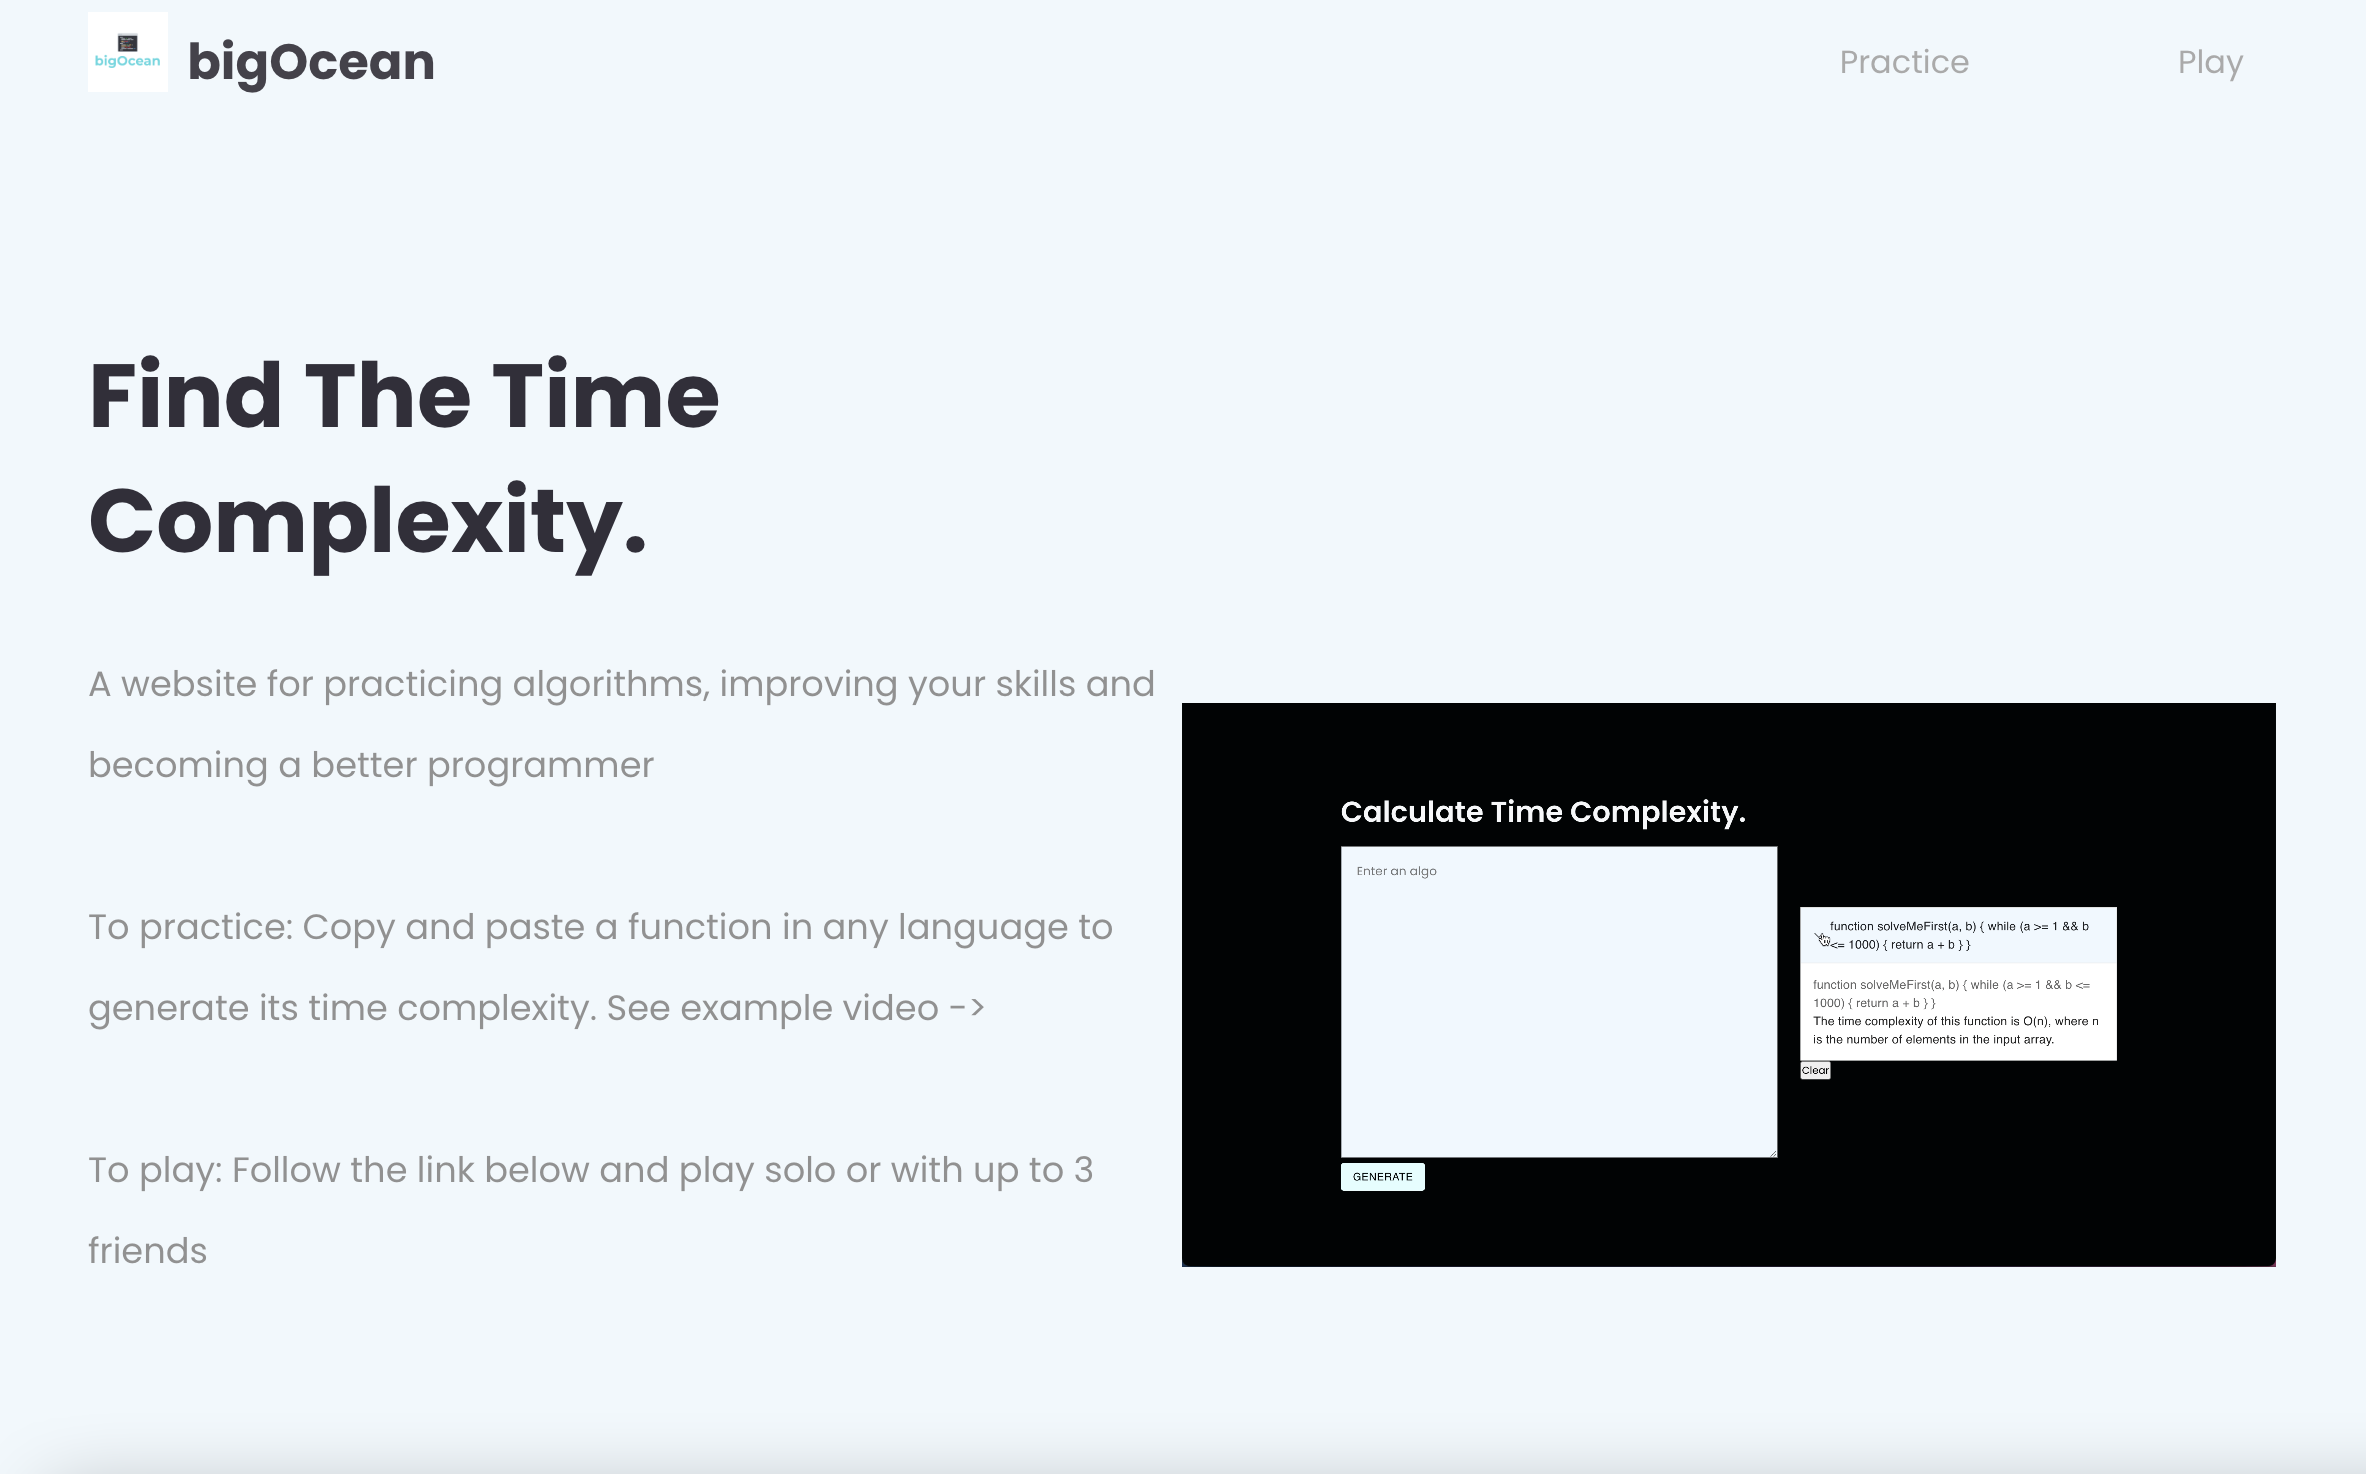 bigOcean
bigOcean
Practice
Play
Find The Time
Complexity.
A website for practicing algorithms, improving your skills and
becoming a better programmer
To practice: Copy and paste a function in any language to
generate its time complexity. See example video ->
To play: Follow the link below and play solo or with up to 3
friends
Calculate Time Complexity.
Enter an algo
GENERATE
function solveMeFirst(a, b) { while (a >= 1 && b
<= 1000) { return a + b } }
function solveMeFirst(a, b) { while (a >= 1 && b <=
1000) { return a + b } }
The time complexity of this function is O(n), where n
is the number of elements in the input array.
Clear